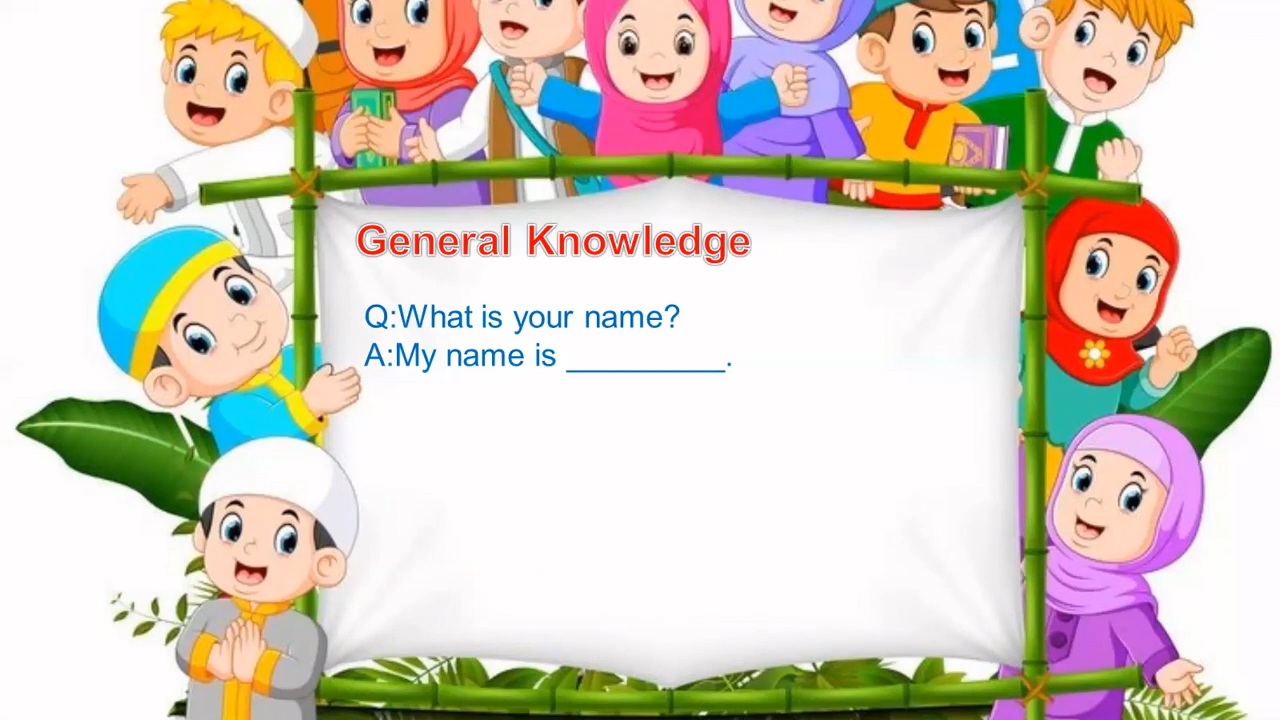 General Knowledge
Q:What is your name?
A:My name is _________.